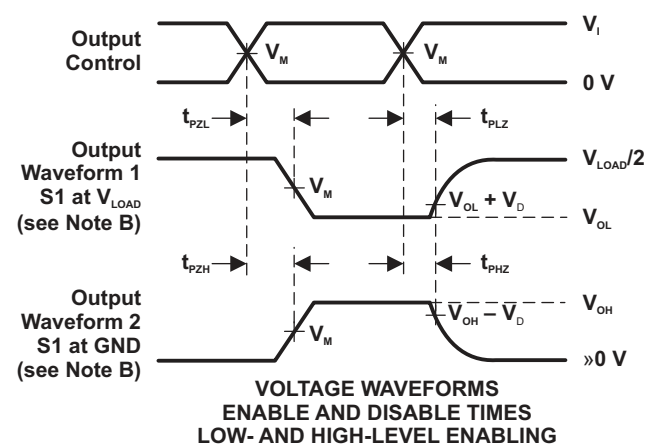 Output
Control
V_M
V_M
V_I
0 V
t_PZL
t_PLZ
Output
Waveform 1
S1 at V_LOAD
(see Note B)
V_M
V_OL + V_D
V_LOAD/2
V_OL
t_PZH
t_PHZ
Output
Waveform 2
S1 at GND
(see Note B)
V_M
V_OH – V_D
V_OH
»0 V
VOLTAGE WAVEFORMS
ENABLE AND DISABLE TIMES
LOW- AND HIGH-LEVEL ENABLING